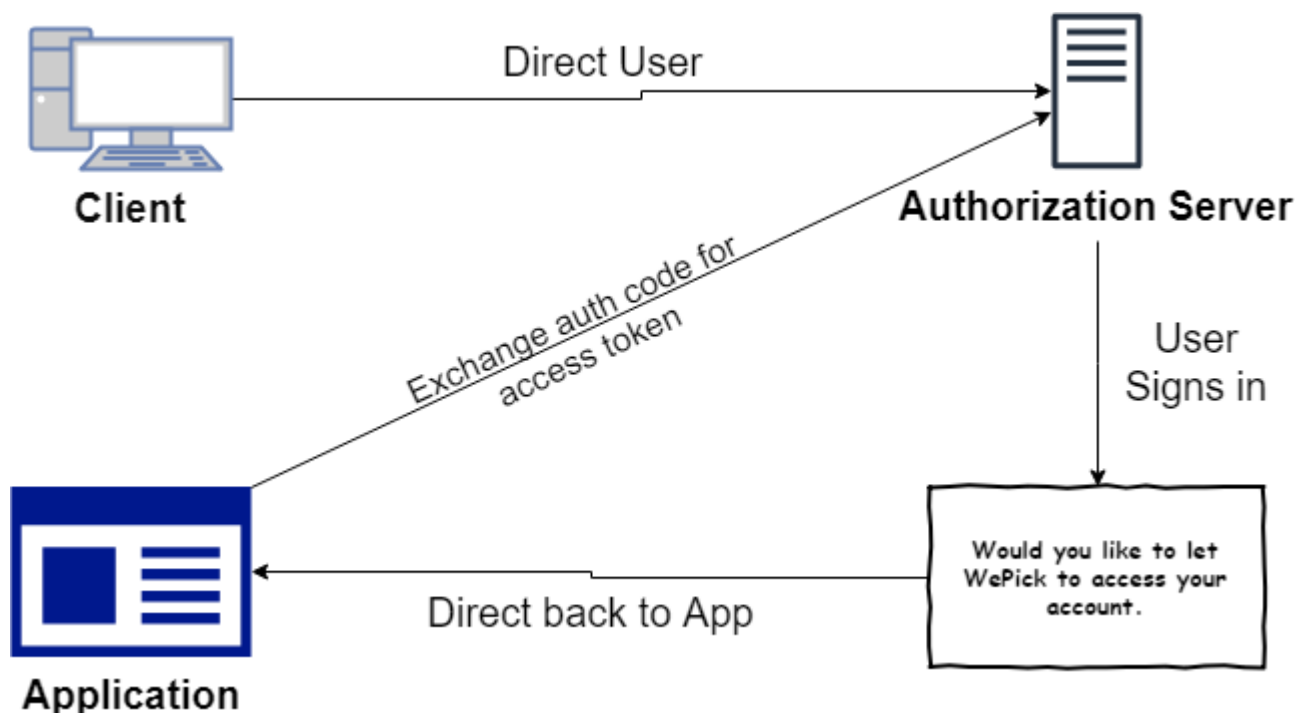 Direct User
Client
Authorization Server
Exchange auth code for
access token
User
Signs in
Would you like to let
WePick to access your
account.
Direct back to App
Application